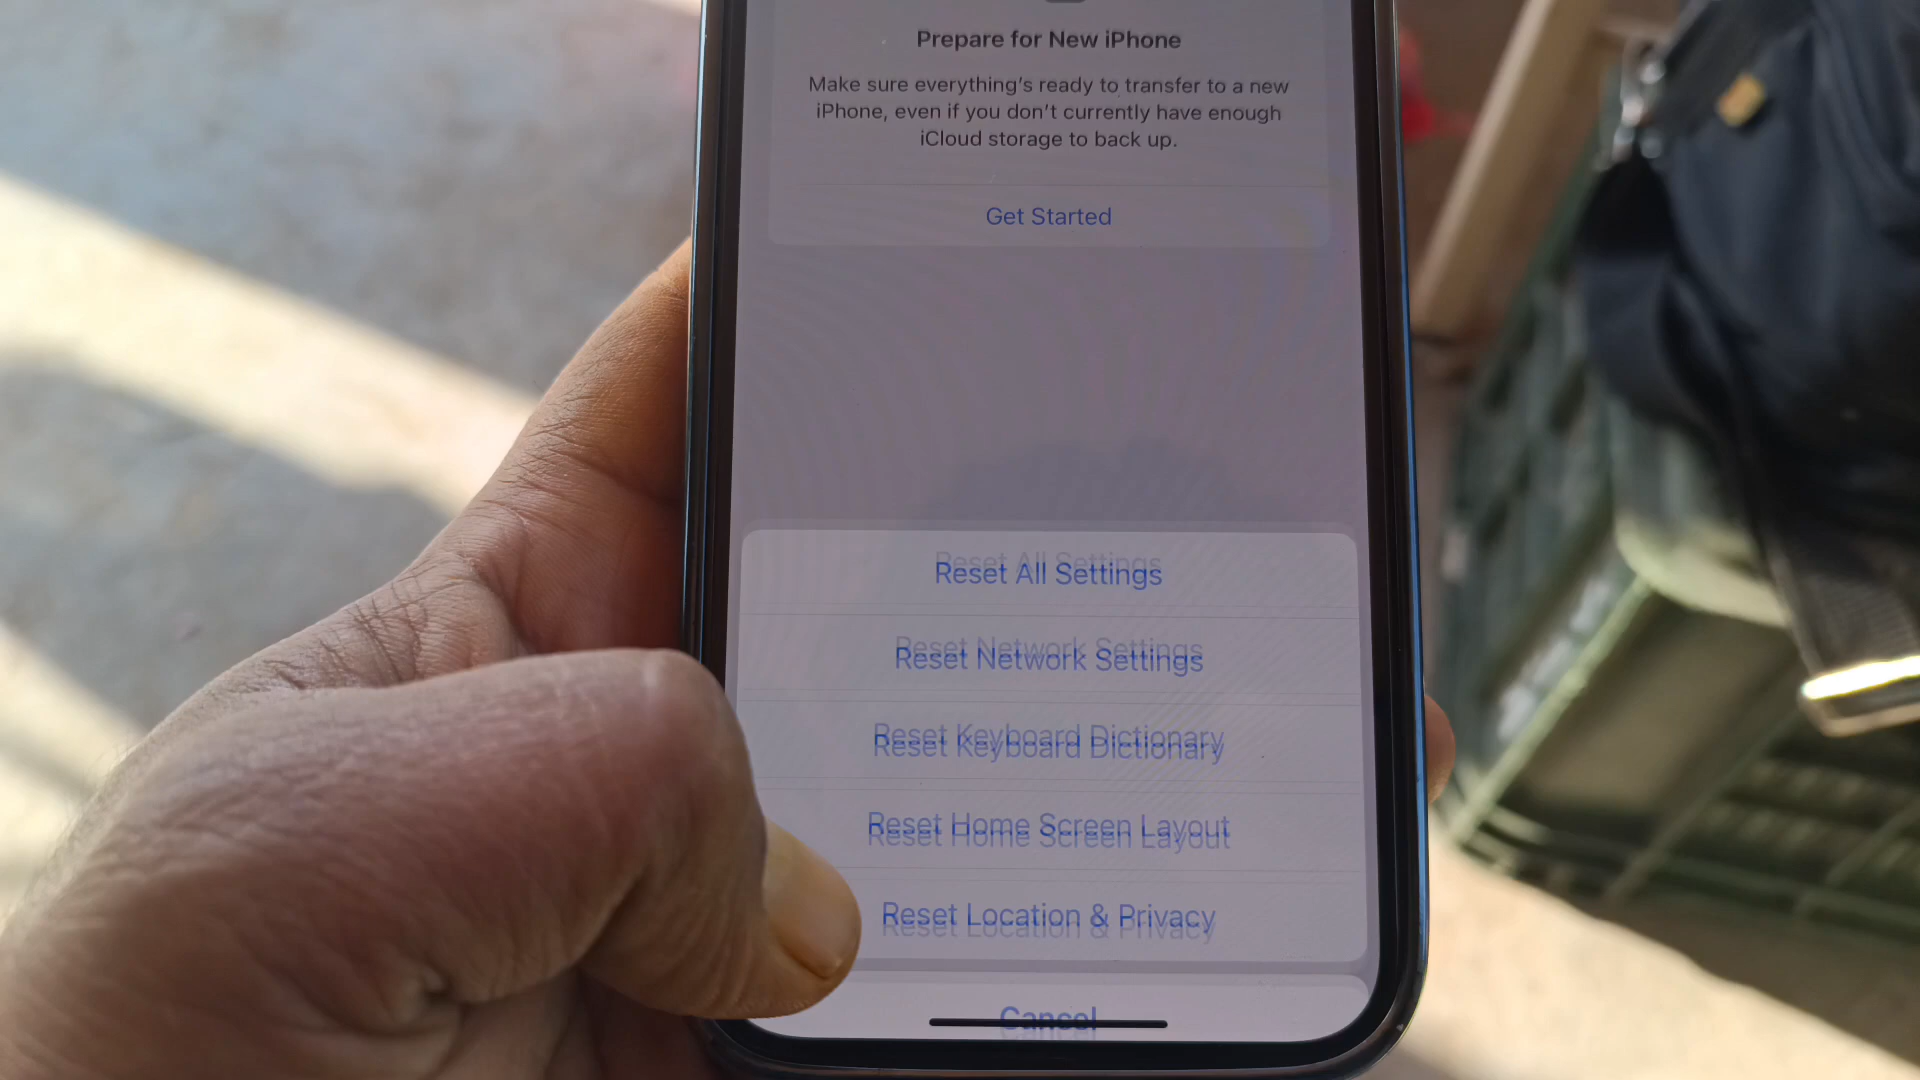 Prepare for New iPhone
Make sure everything's ready to transfer to a new
iPhone, even if you don't currently have enough
iCloud storage to back up.
Get Started
Reset All Settings
Reset Network Settings
Reset Keyboard Dictionary
Reset Home Screen Layout
Reset Location & Privacy
Cancel